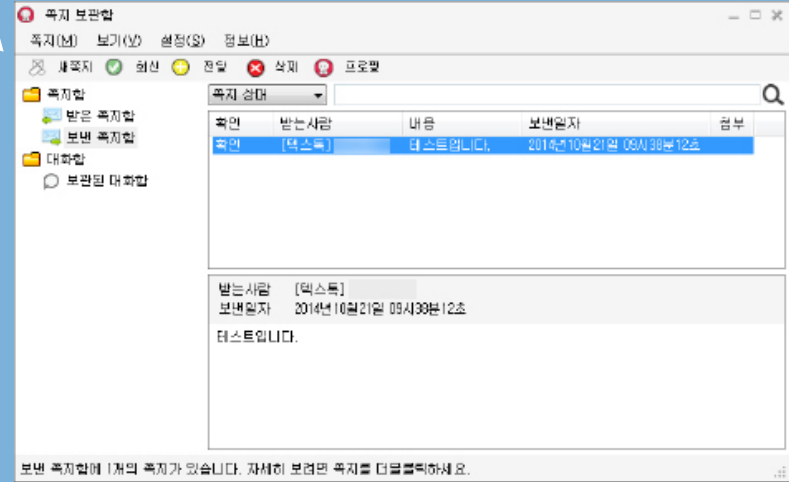 쪽지 보관함
쪽지(M) 보기(V) 설정(S) 정보(H)
새쪽지 회신 전달 삭제 프로필
쪽지함
받은 쪽지함
보낸 쪽지함
대화함
보관된 대화함
쪽지 상대
확인 받는사람 내용 보낸일자 첨부
확인 [텍스톡] 테스트입니다. 2014년10월21일 09시38분12초
받는사람 [텍스톡]
보낸일자 2014년10월21일 09시38분12초
테스트입니다.
보낸 쪽지함에 1개의 쪽지가 있습니다. 자세히 보려면 쪽지를 더블클릭하세요.